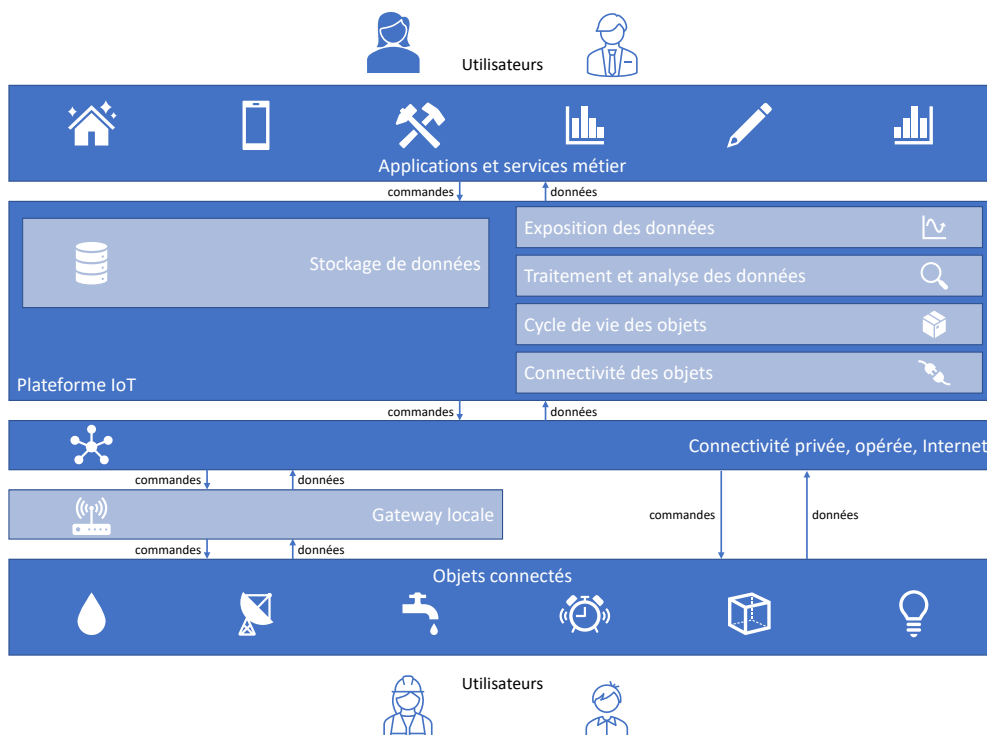 Utilisateurs
Applications et services métier
commandes
données
Stockage de données
Exposition des données
Traitement et analyse des données
Cycle de vie des objets
Connectivité des objets
Plateforme IoT
commandes
données
Connectivité privée, opérée, Internet
commandes
données
Gateway locale
commandes
données
commandes
données
Objets connectés
Utilisateurs